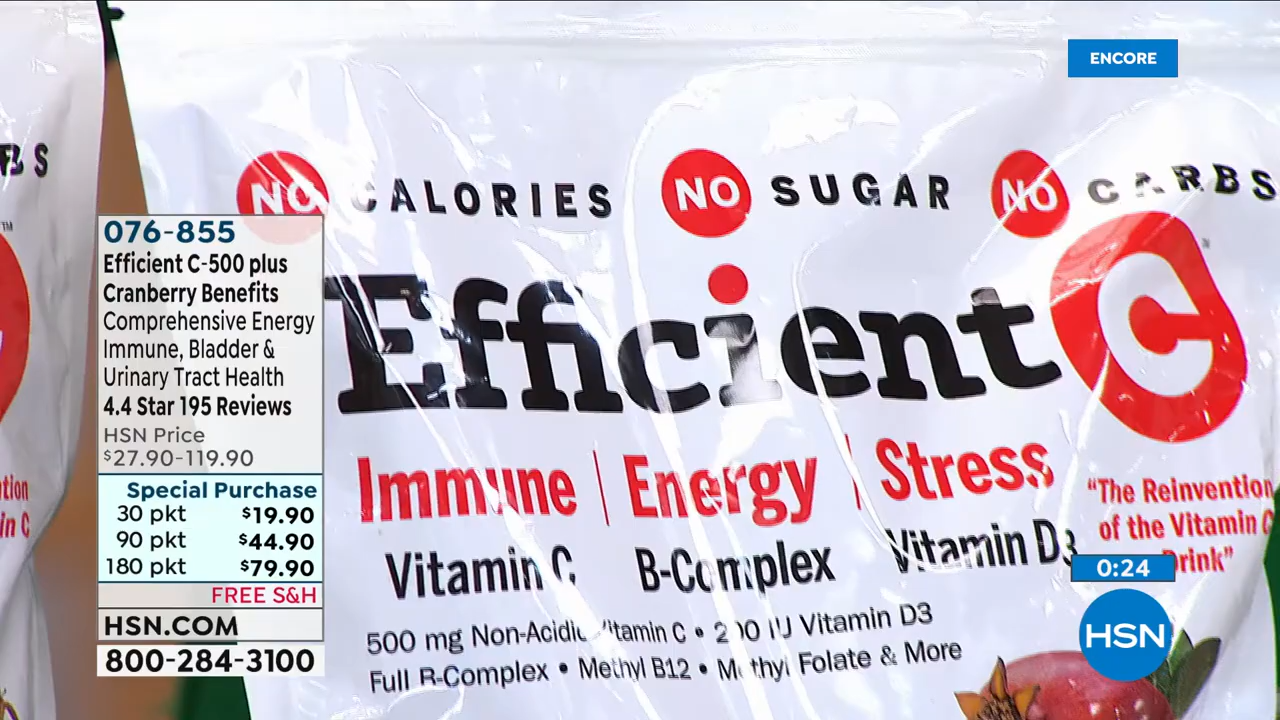 ENCORE
BS
NO CALORIES NO SUGAR NO CARBS
Efficient C
Immune | Energy | Stress
Vitamin C B-Complex Vitamin D3
"The Reinvention
of the Vitamin C
Drink"
500 mg Non-Acidic Vitamin C • 200 IU Vitamin D3
Full B-Complex • Methyl B12 • Methyl Folate & More
TM
tion
in C
076-855
Efficient C-500 plus
Cranberry Benefits
Comprehensive Energy
Immune, Bladder &
Urinary Tract Health
4.4 Star 195 Reviews
HSN Price
$27.90-119.90
Special Purchase
30 pkt $19.90
90 pkt $44.90
180 pkt $79.90
FREE S&H
HSN.COM
800-284-3100
0:24
HSN